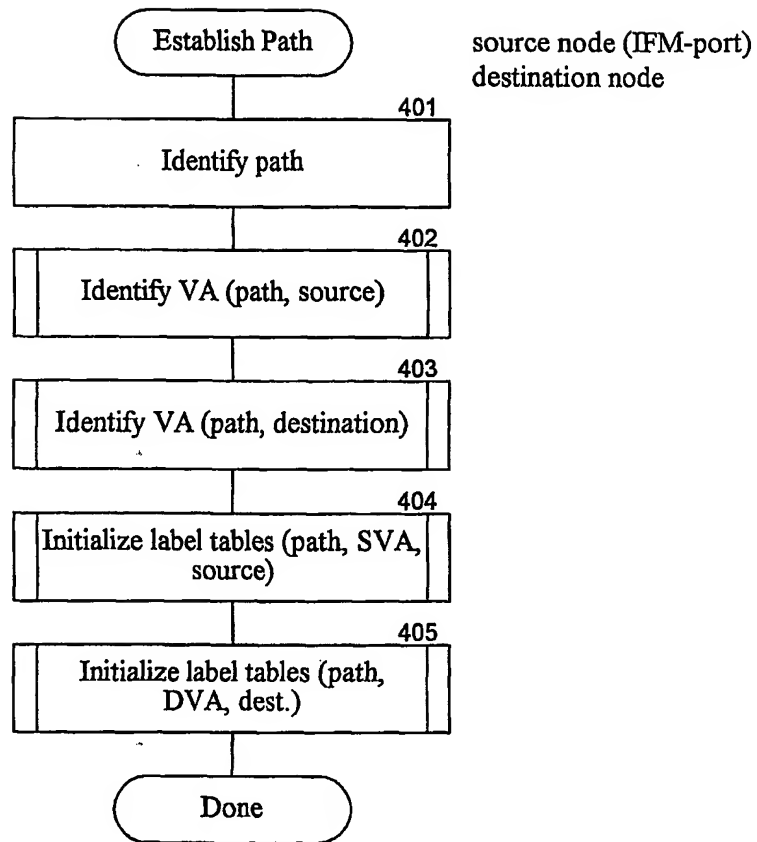 Establish Path
source node (IFM-port)
destination node
401
Identify path
402
Identify VA (path, source)
403
Identify VA (path, destination)
404
Initialize label tables (path, SVA,
source)
405
Initialize label tables (path,
DVA, dest.)
Done